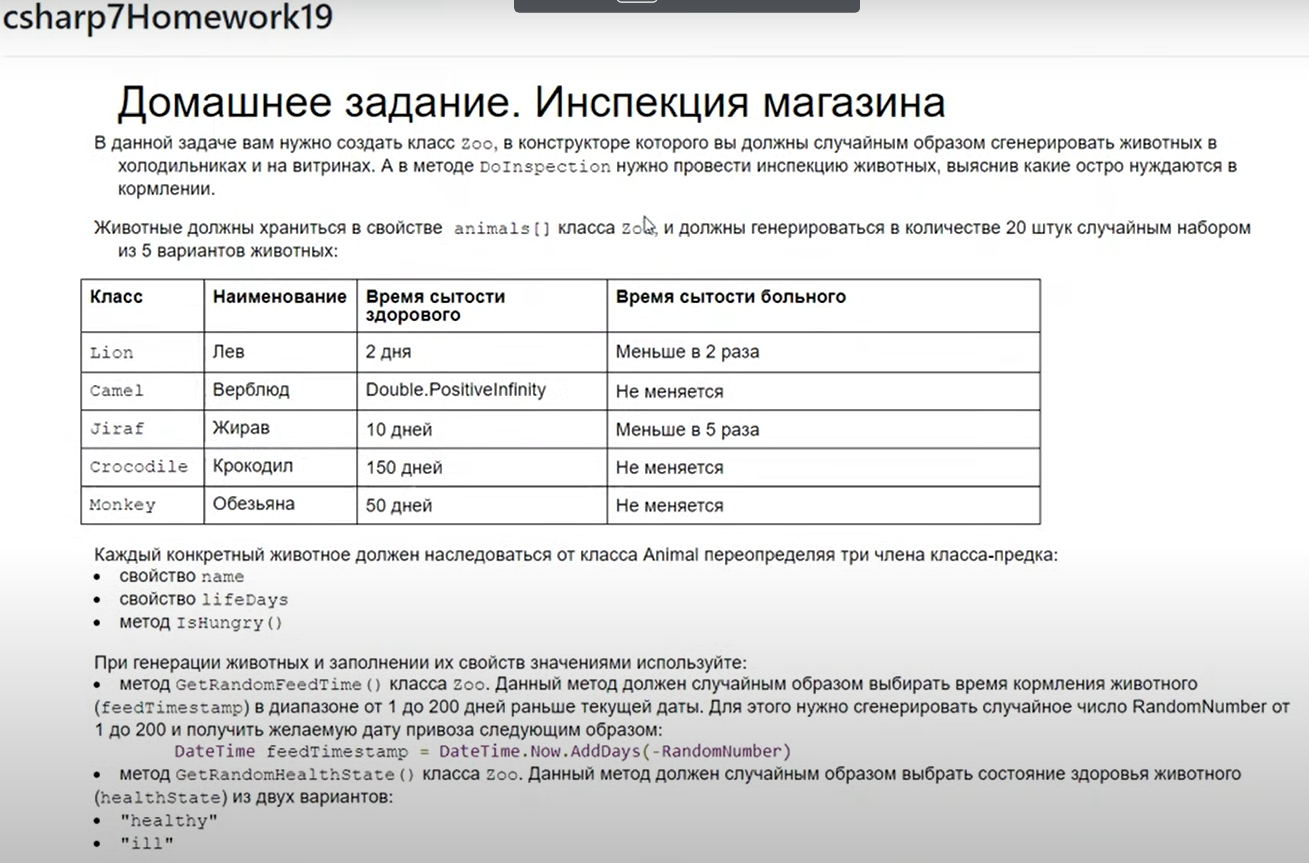 csharp7Homework19
Домашнее задание. Инспекция магазина
В данной задаче вам нужно создать класс Zoo, в конструкторе которого вы должны случайным образом сгенерировать животных в
холодильниках и на витринах. А в методе DoInspection нужно провести инспекцию животных, выяснив какие остро нуждаются в
кормлении.
Животные должны храниться в свойстве animals[] класса Zoo, и должны генерироваться в количестве 20 штук случайным набором
из 5 вариантов животных:
Класс Наименование Время сытости Время сытости больного
здорового
Lion Лев 2 дня Меньше в 2 раза
Camel Верблюд Double.PositiveInfinity Не меняется
Jiraf Жирав 10 дней Меньше в 5 раза
Crocodile Крокодил 150 дней Не меняется
Monkey Обезьяна 50 дней Не меняется
Каждый конкретный животное должен наследоваться от класса Animal переопределяя три члена класса-предка:
• свойство name
• свойство lifeDays
• метод IsHungry()
При генерации животных и заполнении их свойств значениями используйте:
• метод GetRandomFeedTime() класса Zoo. Данный метод должен случайным образом выбирать время кормления животного
(feedTimestamp) в диапазоне от 1 до 200 дней раньше текущей даты. Для этого нужно сгенерировать случайное число RandomNumber от
1 до 200 и получить желаемую дату привоза следующим образом:
DateTime feedTimestamp = DateTime.Now.AddDays(-RandomNumber)
• метод GetRandomHealthState() класса Zoo. Данный метод должен случайным образом выбрать состояние здоровья животного
(healthState) из двух вариантов:
• "healthy"
• "ill"